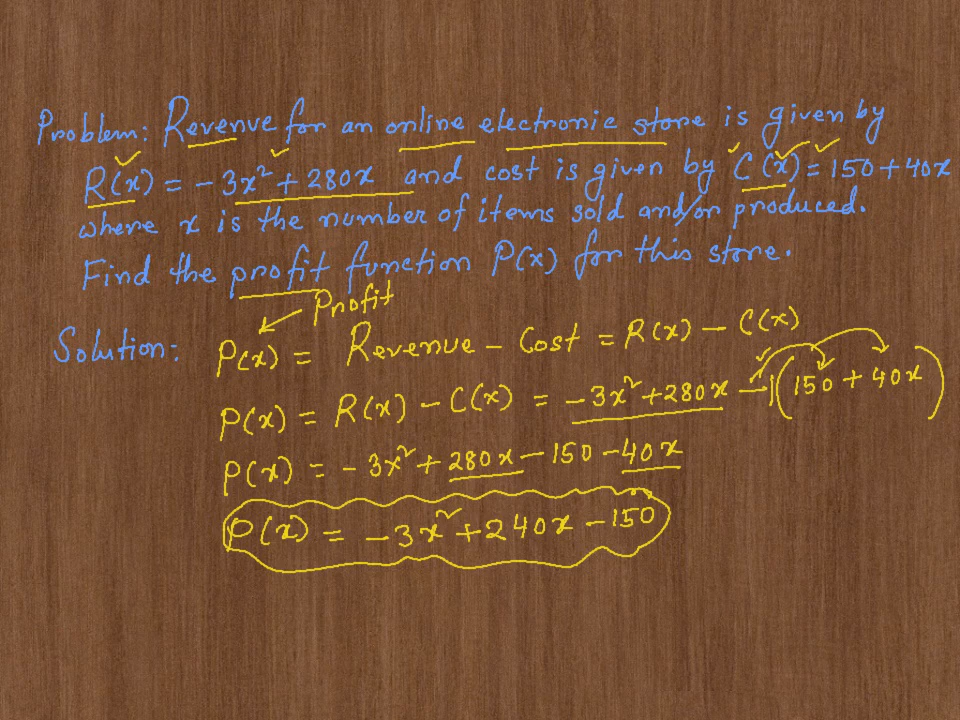 Problem: Revenue for an online electronic store is given by
R(x) = -3x² + 280x and cost is given by C(x) = 150 + 40x
where x is the number of items sold and/or produced.
Find the profit function P(x) for this store.
Profit
Solution: P(x) = Revenue - Cost = R(x) - C(x)
P(x) = R(x) - C(x) = -3x² + 280x - 1(150 + 40x)
P(x) = -3x² + 280x - 150 - 40x
P(x) = -3x² + 240x - 150